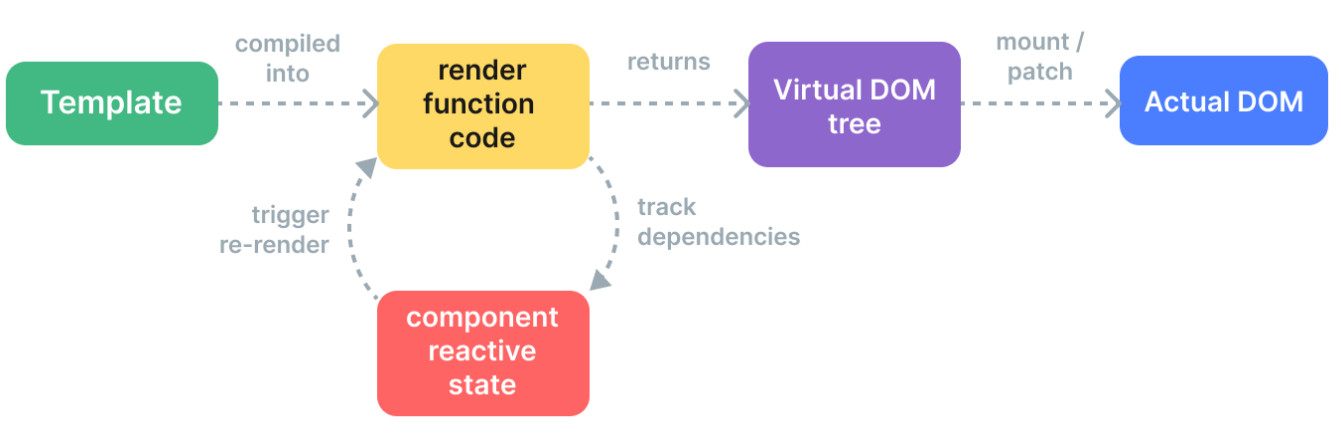 Template
compiled
into
render
function
code
returns
Virtual DOM
tree
mount /
patch
Actual DOM
trigger
re-render
track
dependencies
component
reactive
state